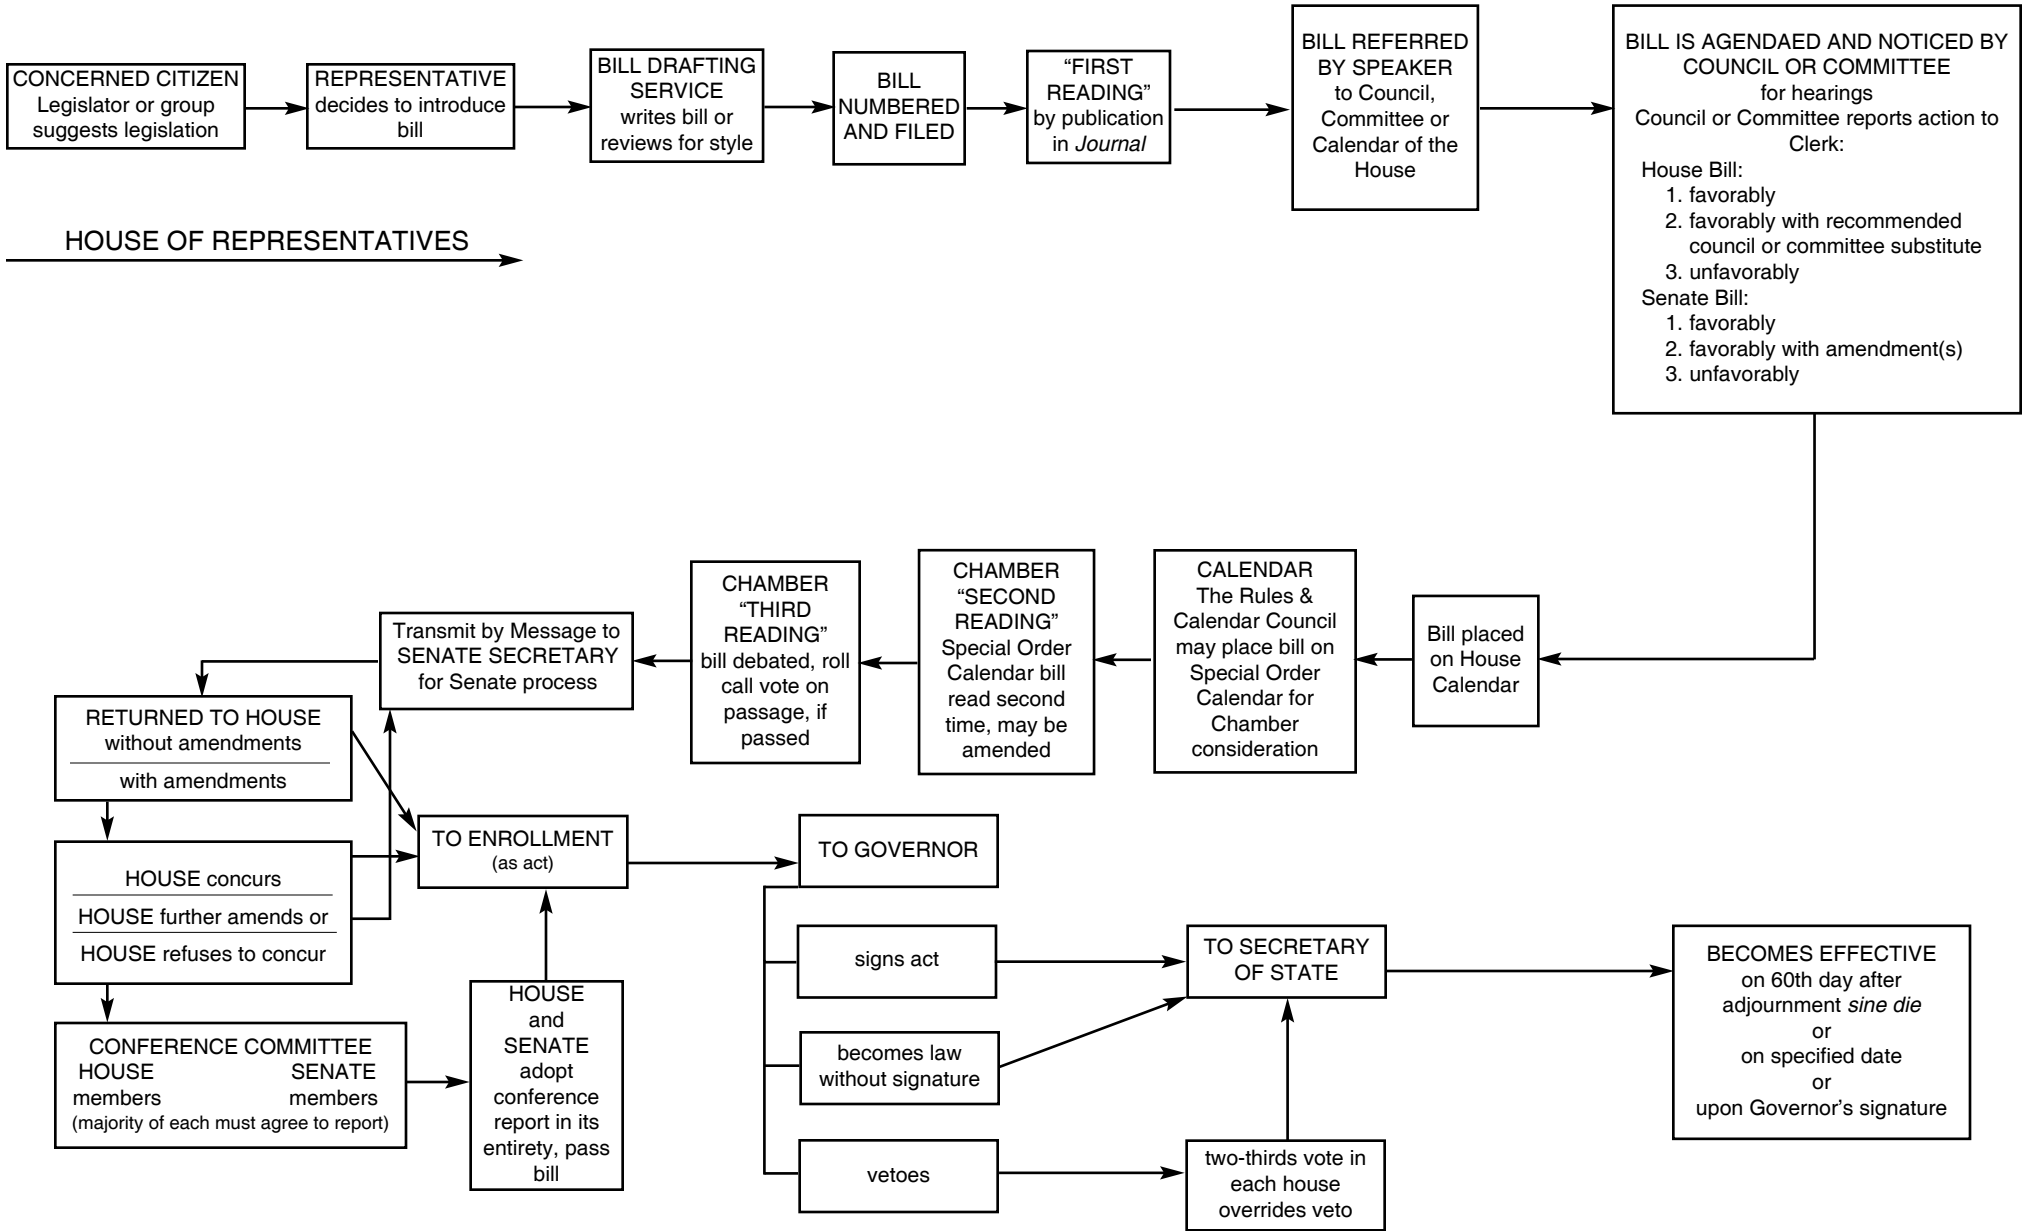 CONCERNED CITIZEN
Legislator or group
suggests legislation
REPRESENTATIVE
decides to introduce
bill
BILL DRAFTING
SERVICE
writes bill or
reviews for style
BILL
NUMBERED
AND FILED
“FIRST
READING”
by publication
in Journal
BILL REFERRED
BY SPEAKER
to Council,
Committee or
Calendar of the
House
BILL IS AGENDAED AND NOTICED BY
COUNCIL OR COMMITTEE
for hearings
Council or Committee reports action to
Clerk:
House Bill:
1. favorably
2. favorably with recommended
council or committee substitute
3. unfavorably
Senate Bill:
1. favorably
2. favorably with amendment(s)
3. unfavorably
HOUSE OF REPRESENTATIVES
Bill placed
on House
Calendar
CALENDAR
The Rules &
Calendar Council
may place bill on
Special Order
Calendar for
Chamber
consideration
CHAMBER
“SECOND
READING”
Special Order
Calendar bill
read second
time, may be
amended
CHAMBER
“THIRD
READING”
bill debated, roll
call vote on
passage, if
passed
Transmit by Message to
SENATE SECRETARY
for Senate process
RETURNED TO HOUSE
without amendments
with amendments
HOUSE concurs
HOUSE further amends or
HOUSE refuses to concur
CONFERENCE COMMITTEE
HOUSE SENATE
members members
(majority of each must agree to report)
HOUSE
and
SENATE
adopt
conference
report in its
entirety, pass
bill
TO ENROLLMENT
(as act)
TO GOVERNOR
signs act
becomes law
without signature
vetoes
two-thirds vote in
each house
overrides veto
TO SECRETARY
OF STATE
BECOMES EFFECTIVE
on 60th day after
adjournment sine die
or
on specified date
or
upon Governor’s signature